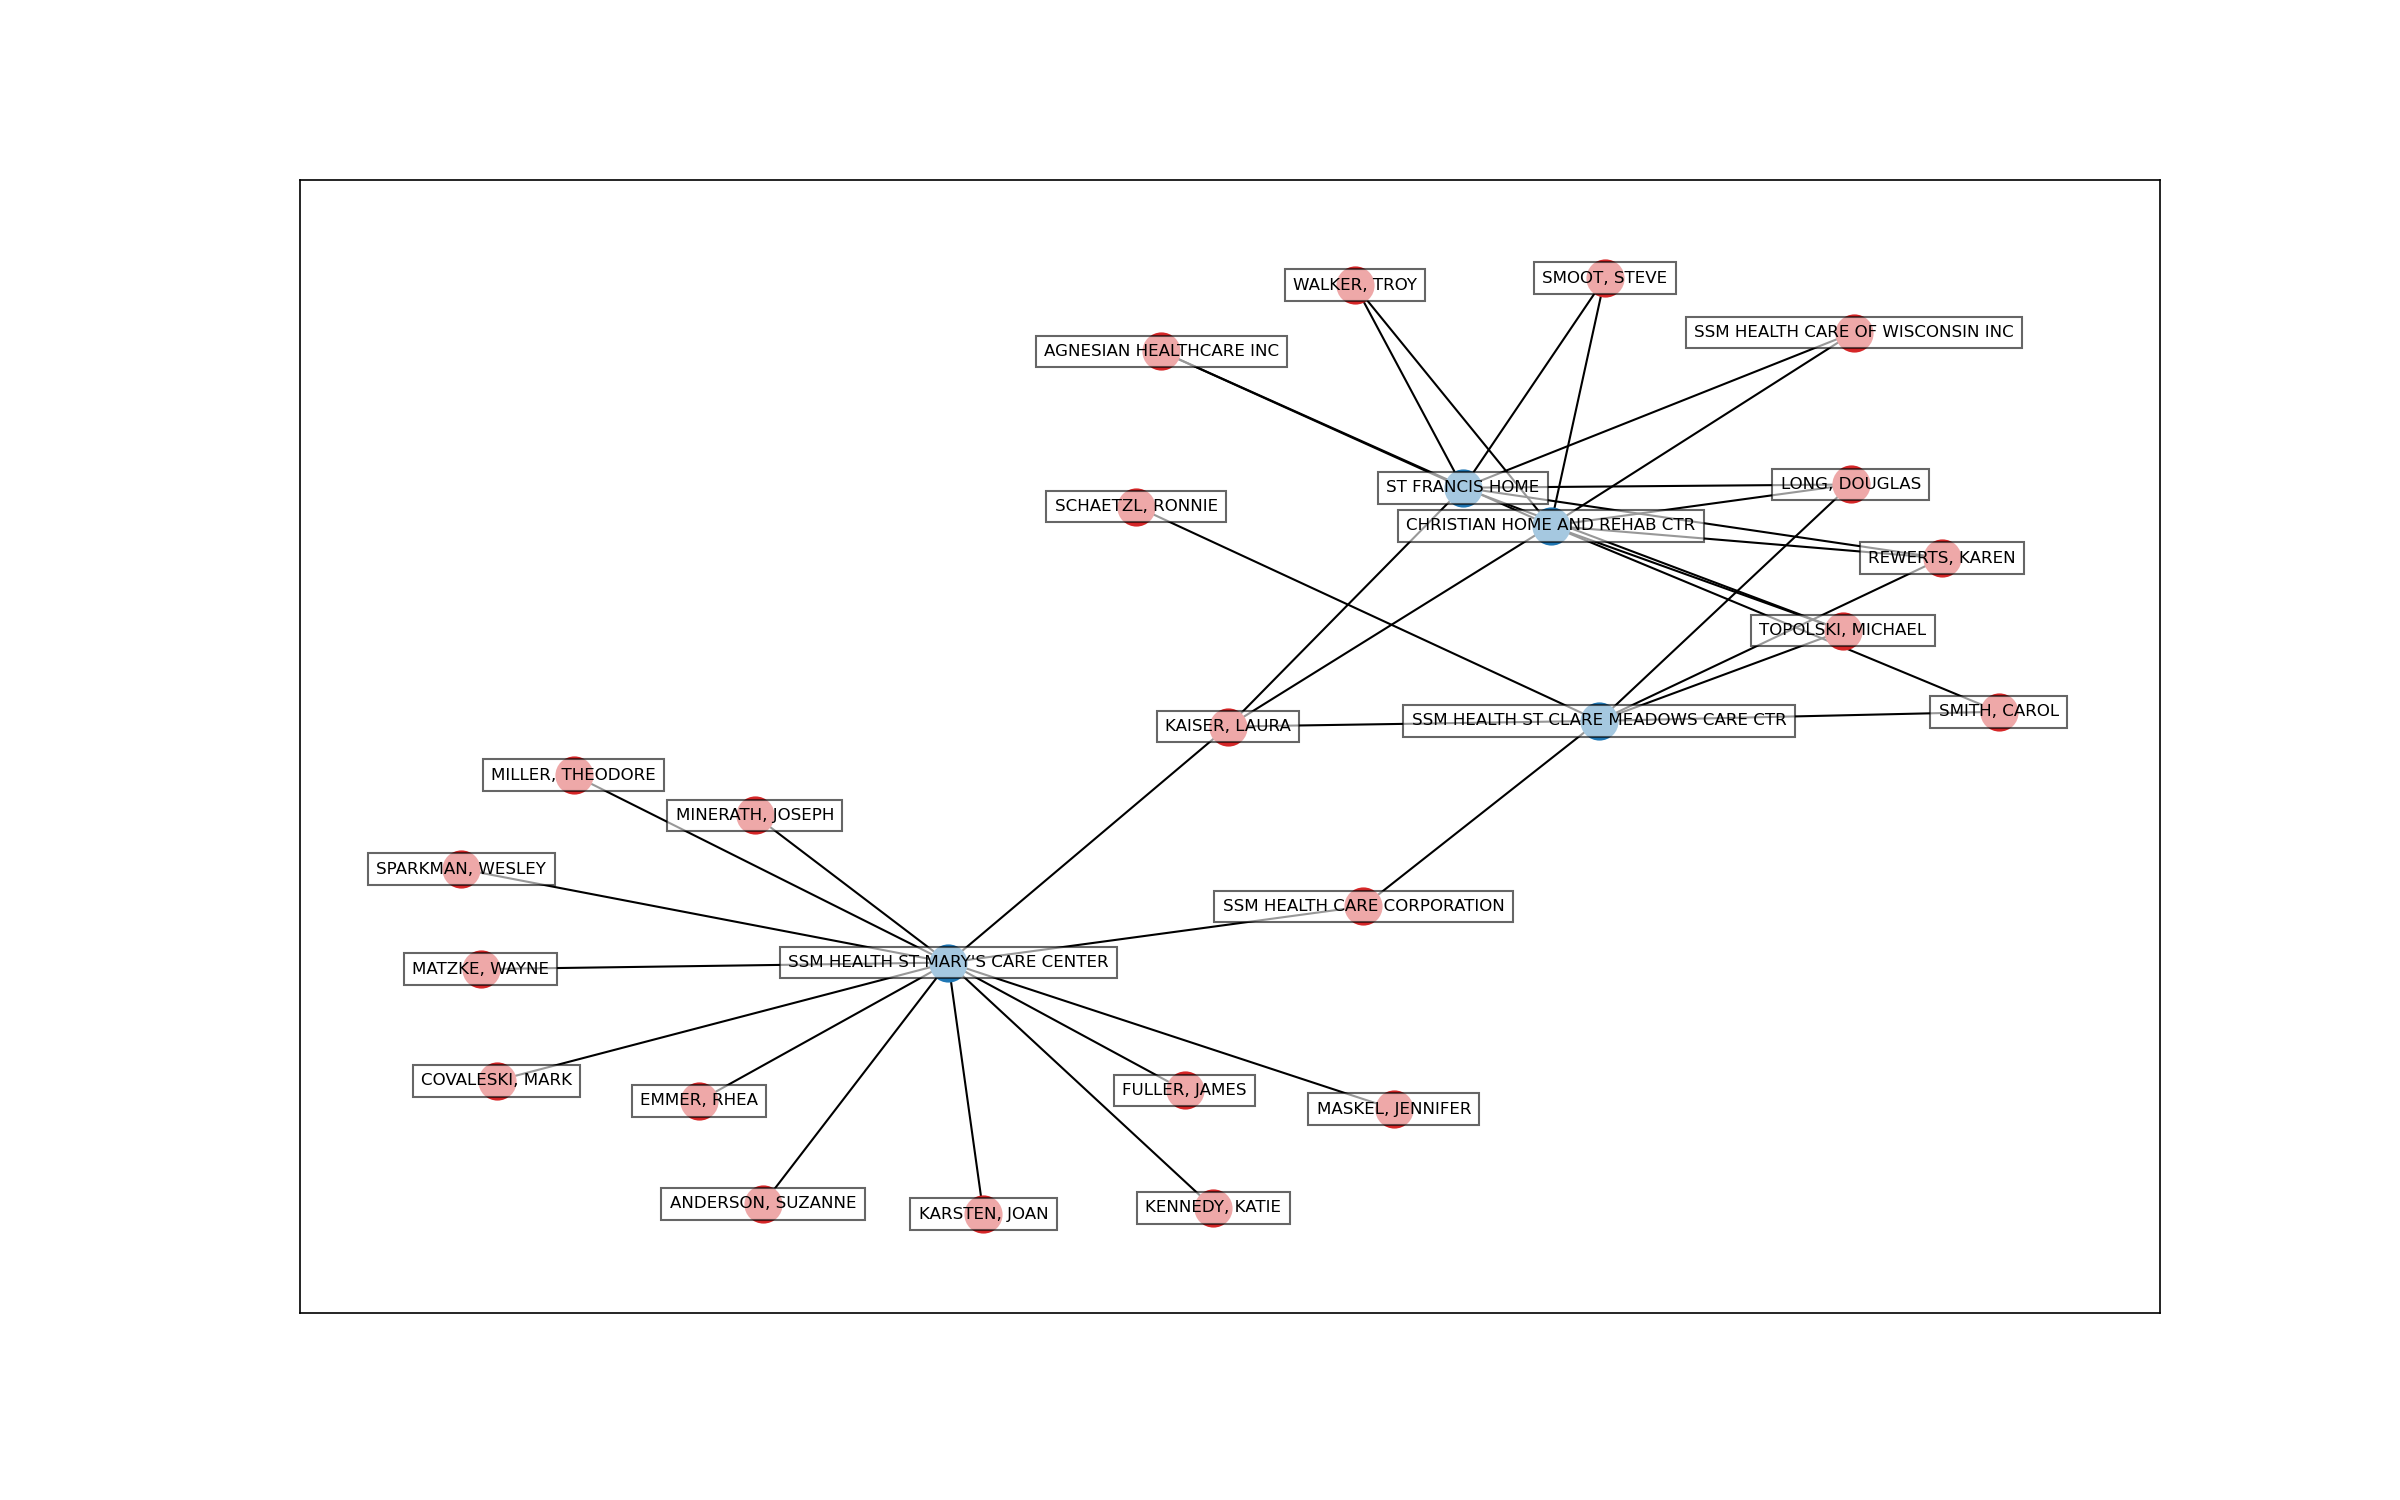 SMOOT, STEVE
WALKER, TROY
SSM HEALTH CARE OF WISCONSIN INC
AGNESIAN HEALTHCARE INC
LONG, DOUGLAS
ST FRANCIS HOME
SCHAETZL, RONNIE
CHRISTIAN HOME AND REHAB CTR
REWERTS, KAREN
TOPOLSKI, MICHAEL
SMITH, CAROL
SSM HEALTH ST CLARE MEADOWS CARE CTR
KAISER, LAURA
MILLER, THEODORE
MINERATH, JOSEPH
SPARKMAN, WESLEY
SSM HEALTH CARE CORPORATION
SSM HEALTH ST MARY'S CARE CENTER
MATZKE, WAYNE
COVALESKI, MARK
FULLER, JAMES
EMMER, RHEA
MASKEL, JENNIFER
ANDERSON, SUZANNE
KENNEDY, KATIE
KARSTEN, JOAN